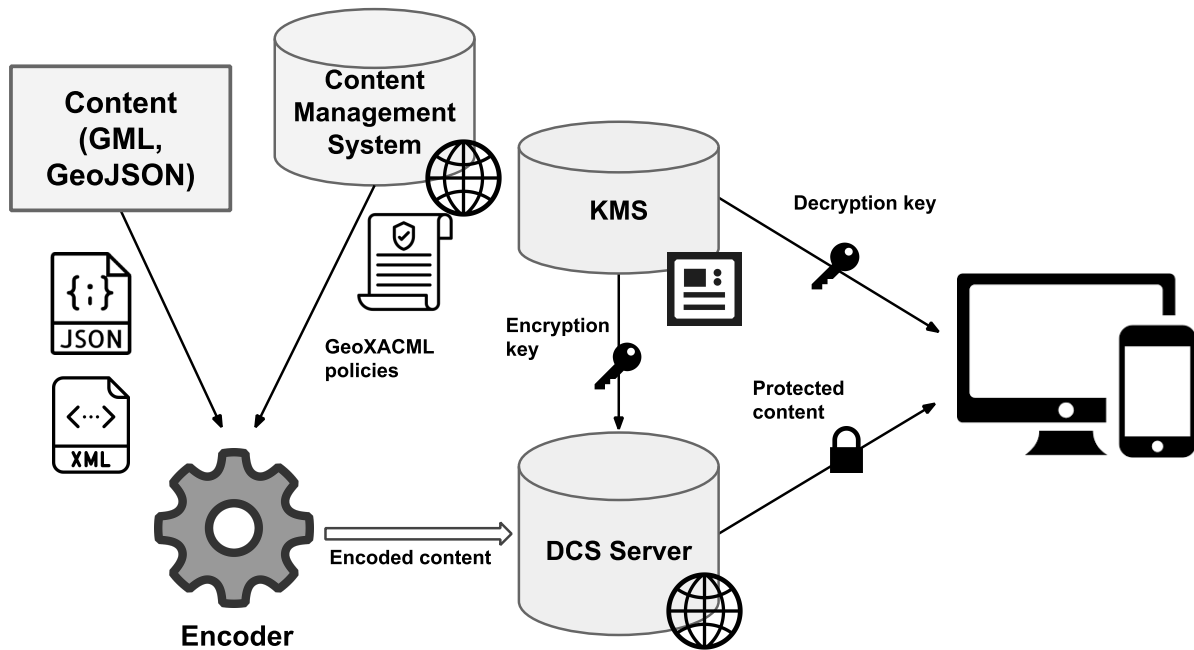 Content
(GML,
GeoJSON)
Content
Management
System
KMS
Decryption key
{;}
JSON
GeoXACML
policies
Encryption
key
Protected
content
<···>
XML
DCS Server
Encoded content
Encoder